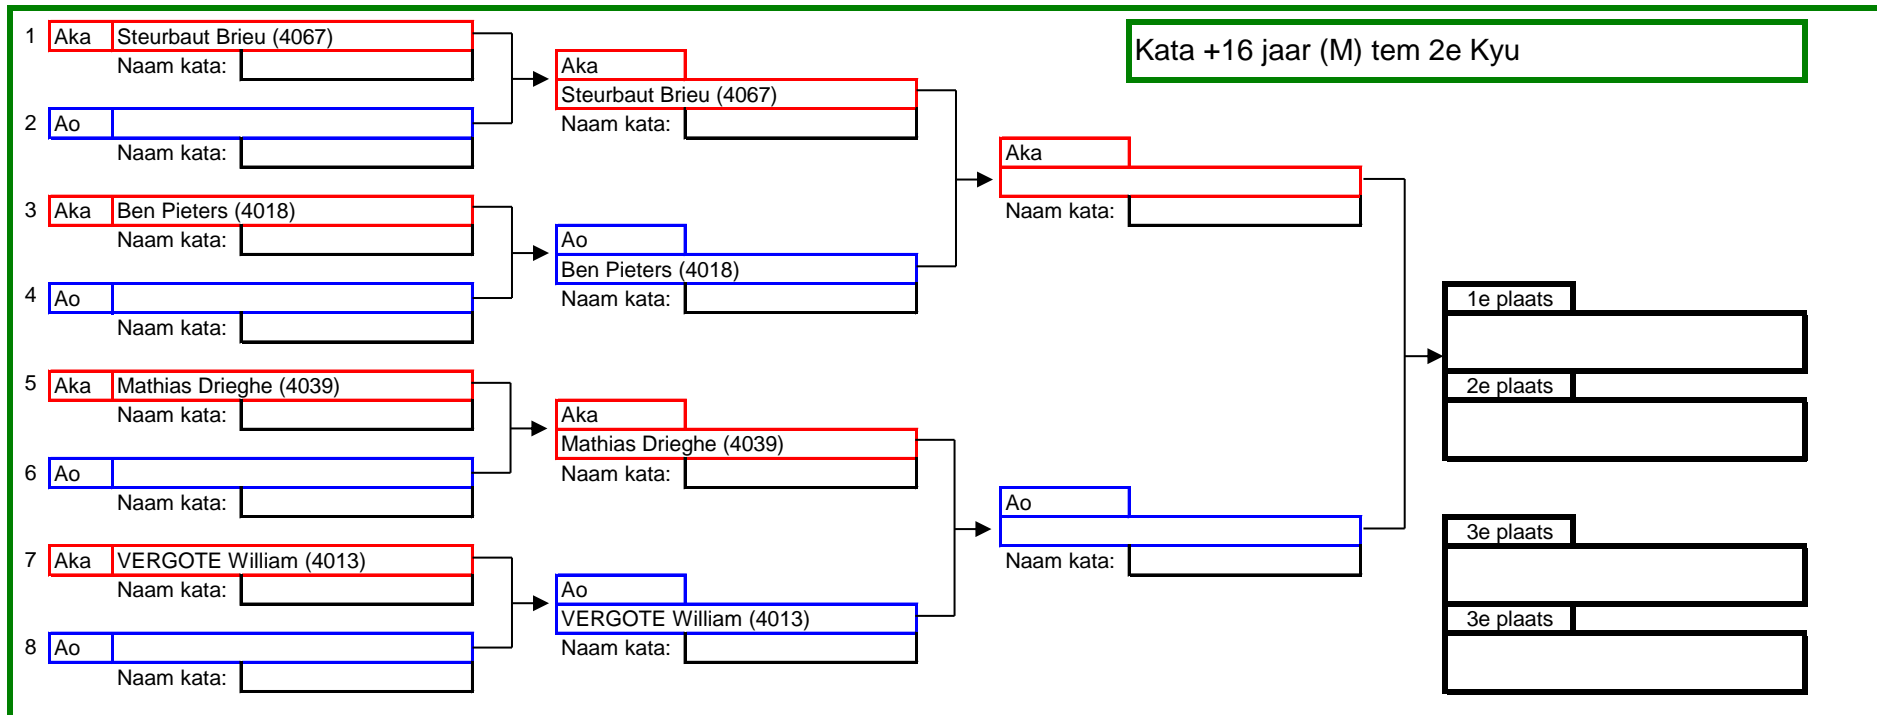 Kata +16 jaar (M) tem 2e Kyu
1 Aka Steurbaut Brieu (4067)
Naam kata:
2 Ao
Naam kata:
3 Aka Ben Pieters (4018)
Naam kata:
4 Ao
Naam kata:
5 Aka Mathias Drieghe (4039)
Naam kata:
6 Ao
Naam kata:
7 Aka VERGOTE William (4013)
Naam kata:
8 Ao
Naam kata:
Aka
Steurbaut Brieu (4067)
Naam kata:
Ao
Ben Pieters (4018)
Naam kata:
Aka
Mathias Drieghe (4039)
Naam kata:
Ao
VERGOTE William (4013)
Naam kata:
Aka
Naam kata:
Ao
Naam kata:
1e plaats
2e plaats
3e plaats
3e plaats